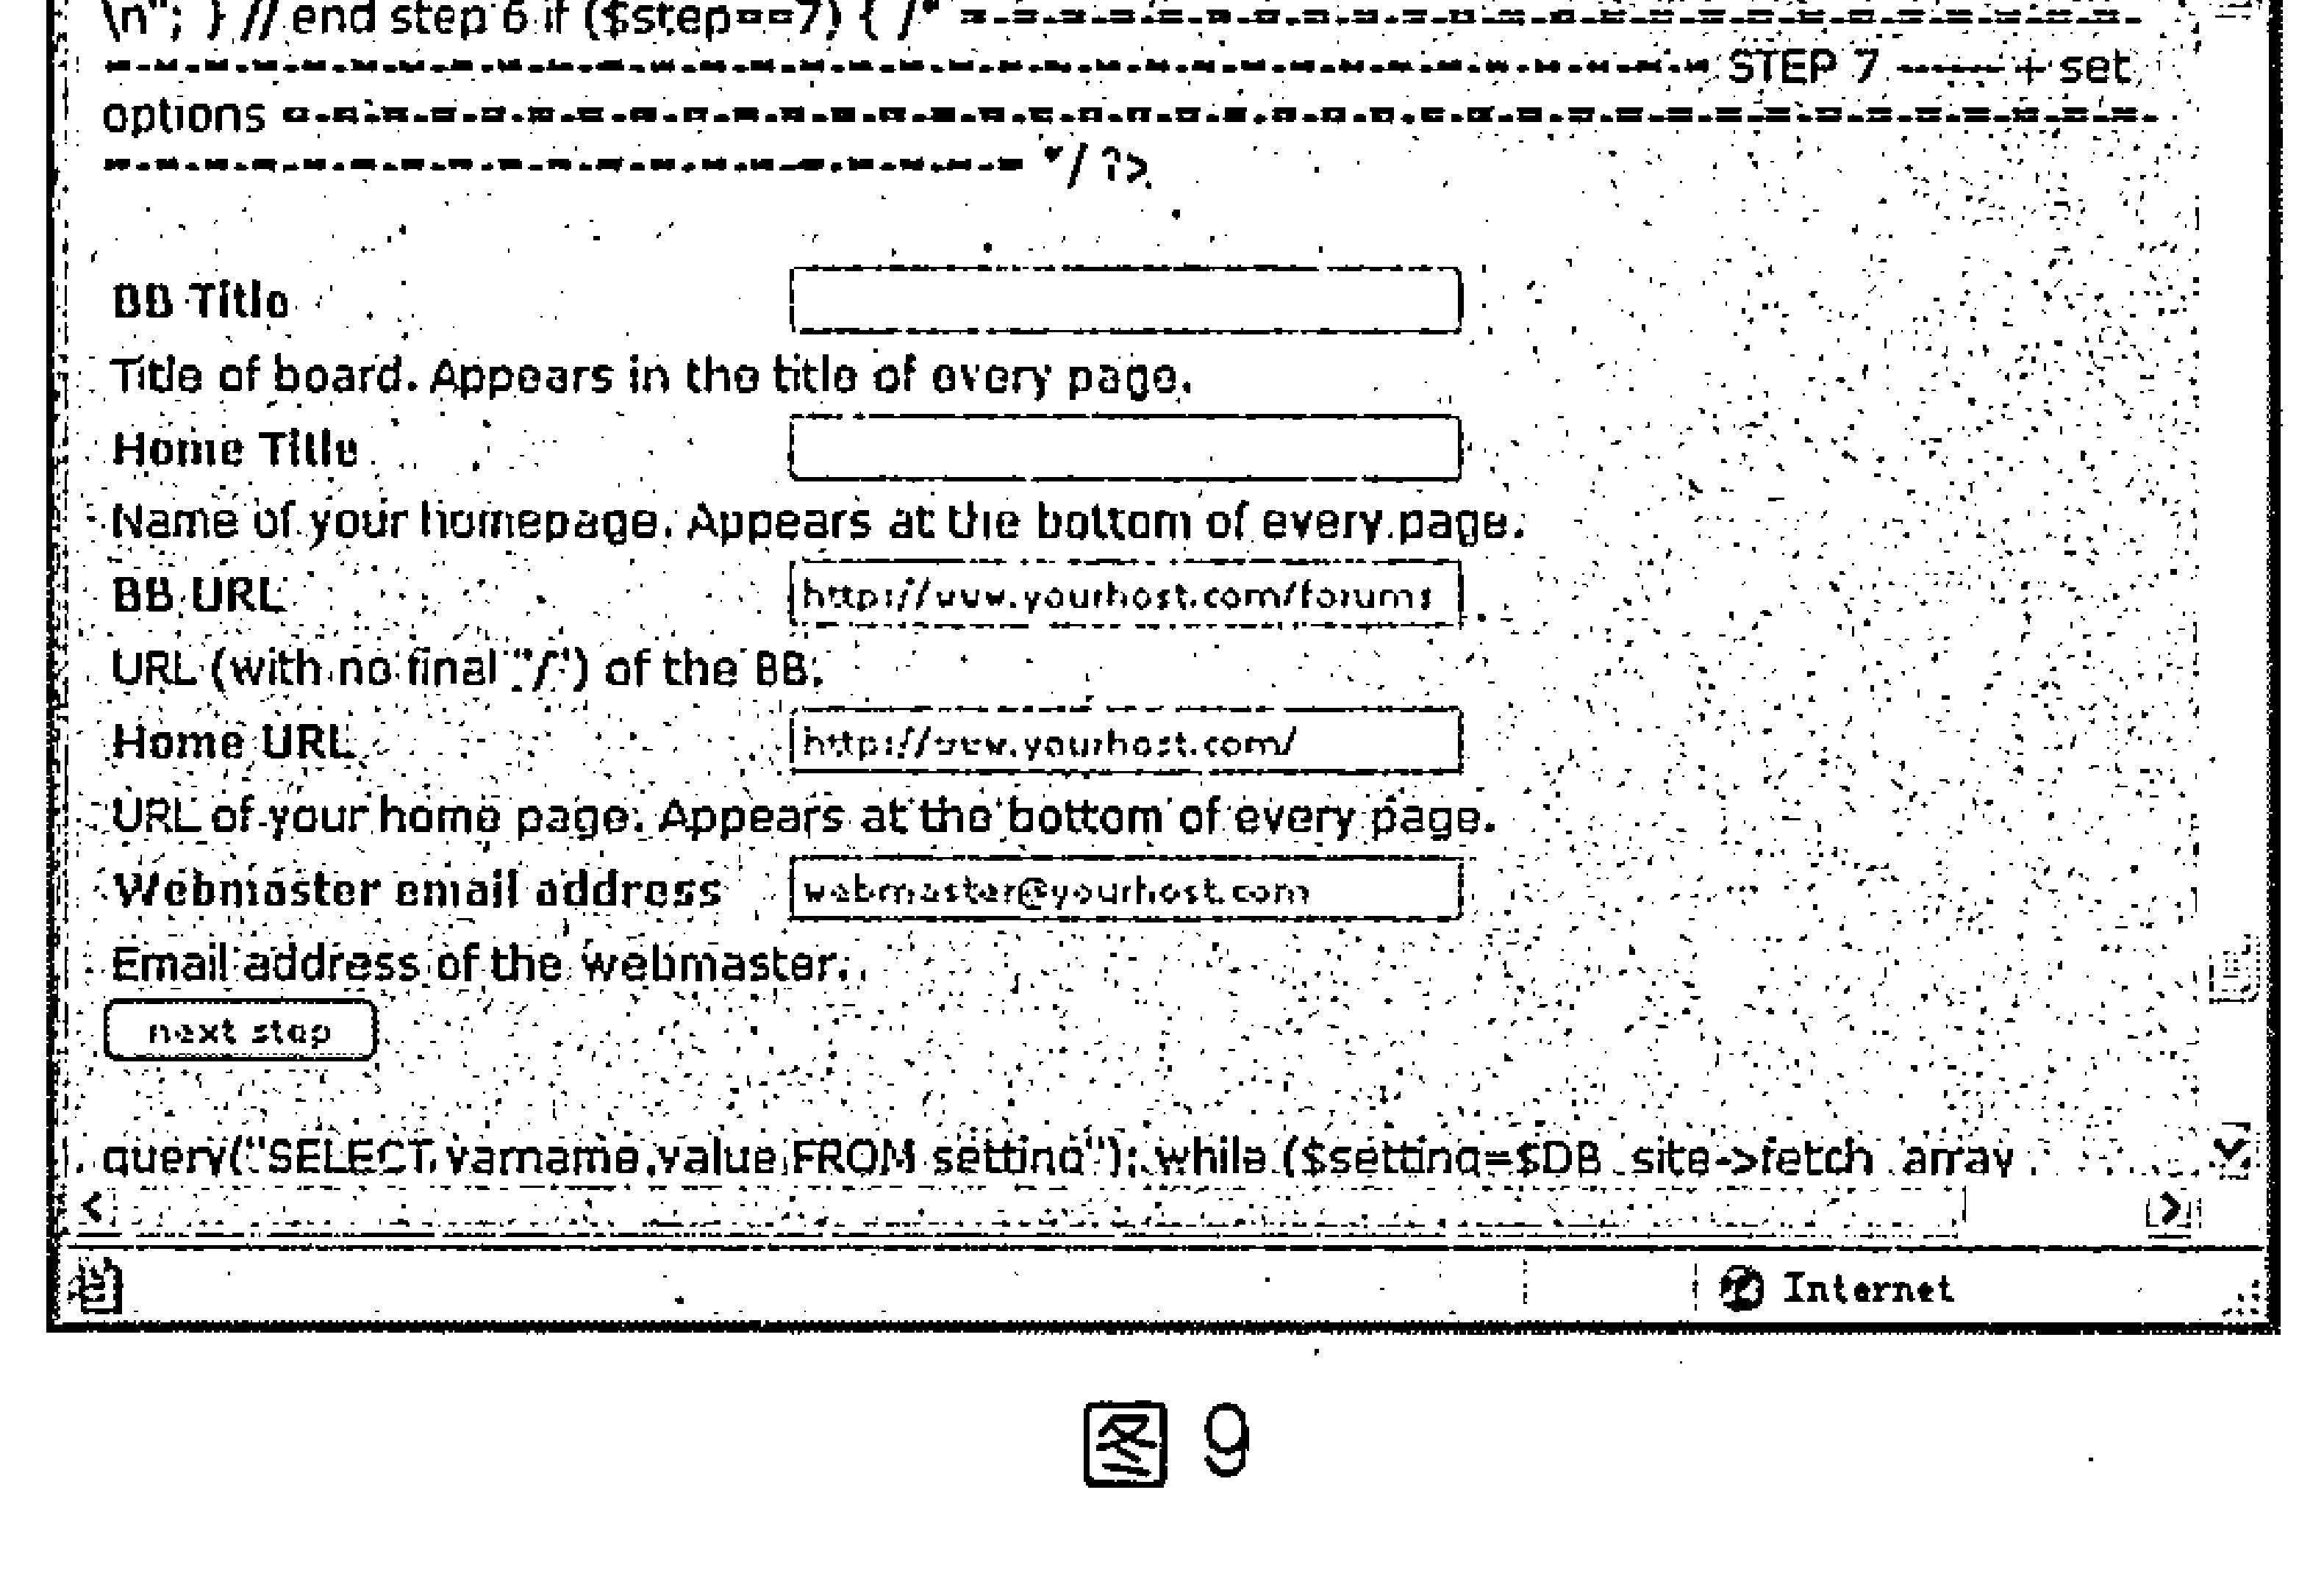 \n"; } // end step 6 if ($step==7) { /* =-=-=-=-=-=-=-=-=-=-=-=-=-=-=-=-=-=-=-=-=-=-=-=-
=-=-=-=-=-=-=-=-=-=-=-=-=-=-=-=-=-=-=-=-=-=-=-=-=-=-=-=-=-=-=-=-= STEP 7 ------ + set
options =-=-=-=-=-=-=-=-=-=-=-=-=-=-=-=-=-=-=-=-=-=-=-=-=-=-=-=-=-=-=-=-=-=-=-=-=-=-=-
=-=-=-=-=-=-=-=-=-=-=-=-=-=-=-=-=-=-= */ ?>
BB Title
Title of board. Appears in the title of every page.
Home Title
Name of your homepage. Appears at the bottom of every page.
BB URL http://www.yourhost.com/forums
URL (with no final "/") of the BB.
Home URL http://www.yourhost.com/
URL of your home page. Appears at the bottom of every page.
Webmaster email address webmaster@yourhost.com
Email address of the webmaster.
next step
query("SELECT varname,value FROM setting"); while ($setting=$DB_site->fetch_array
Internet
图 9